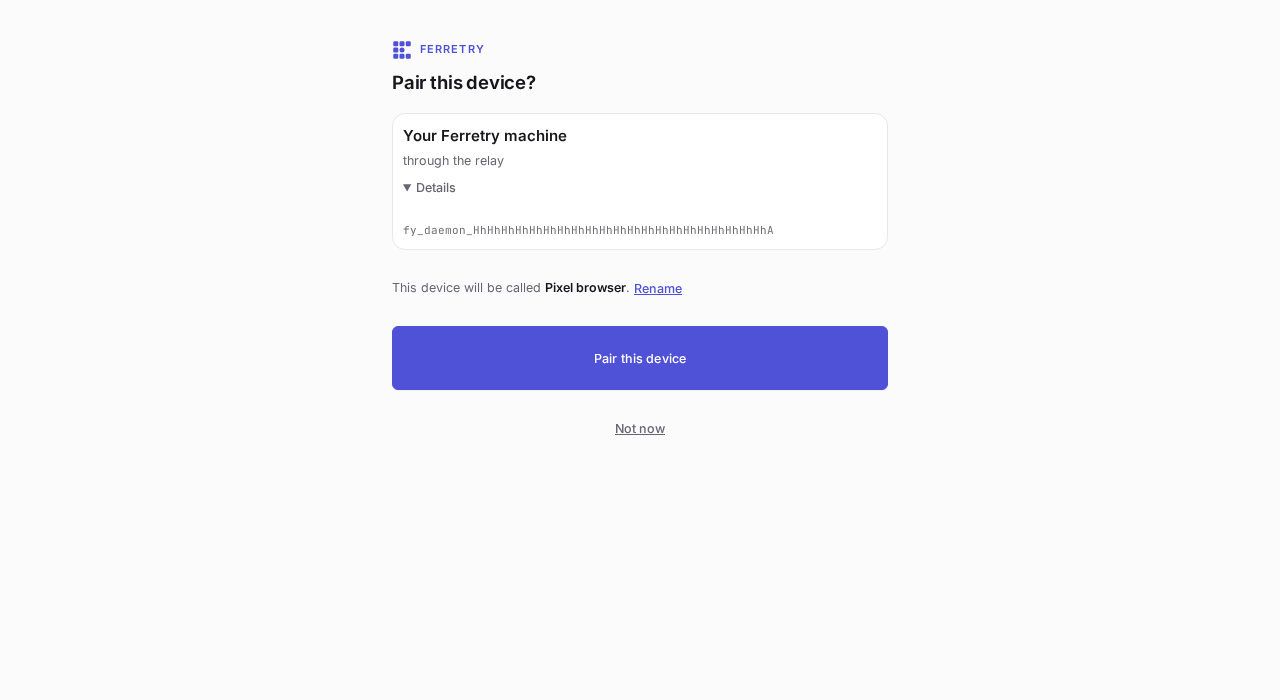 FERRETRY
Pair this device?
Your Ferretry machine
through the relay
▼ Details
fy_daemon_HhHhHhHhHhHhHhHhHhHhHhHhHhHhHhHhHhHhHhHhHhA
This device will be called Pixel browser. Rename
Pair this device
Not now